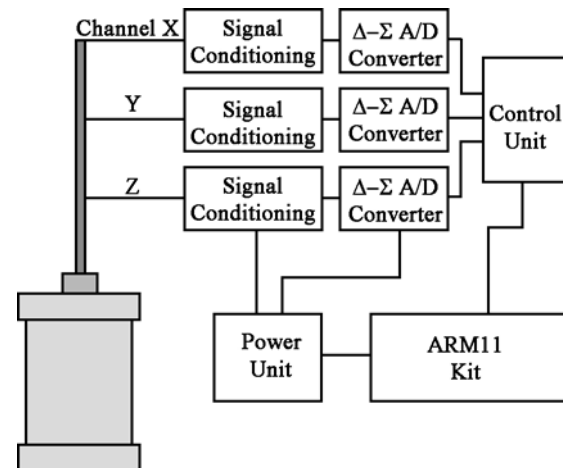 Channel X
Signal
Conditioning
Δ–Σ A/D
Converter
Y
Signal
Conditioning
Δ–Σ A/D
Converter
Control
Unit
Z
Signal
Conditioning
Δ–Σ A/D
Converter
Power
Unit
ARM11
Kit